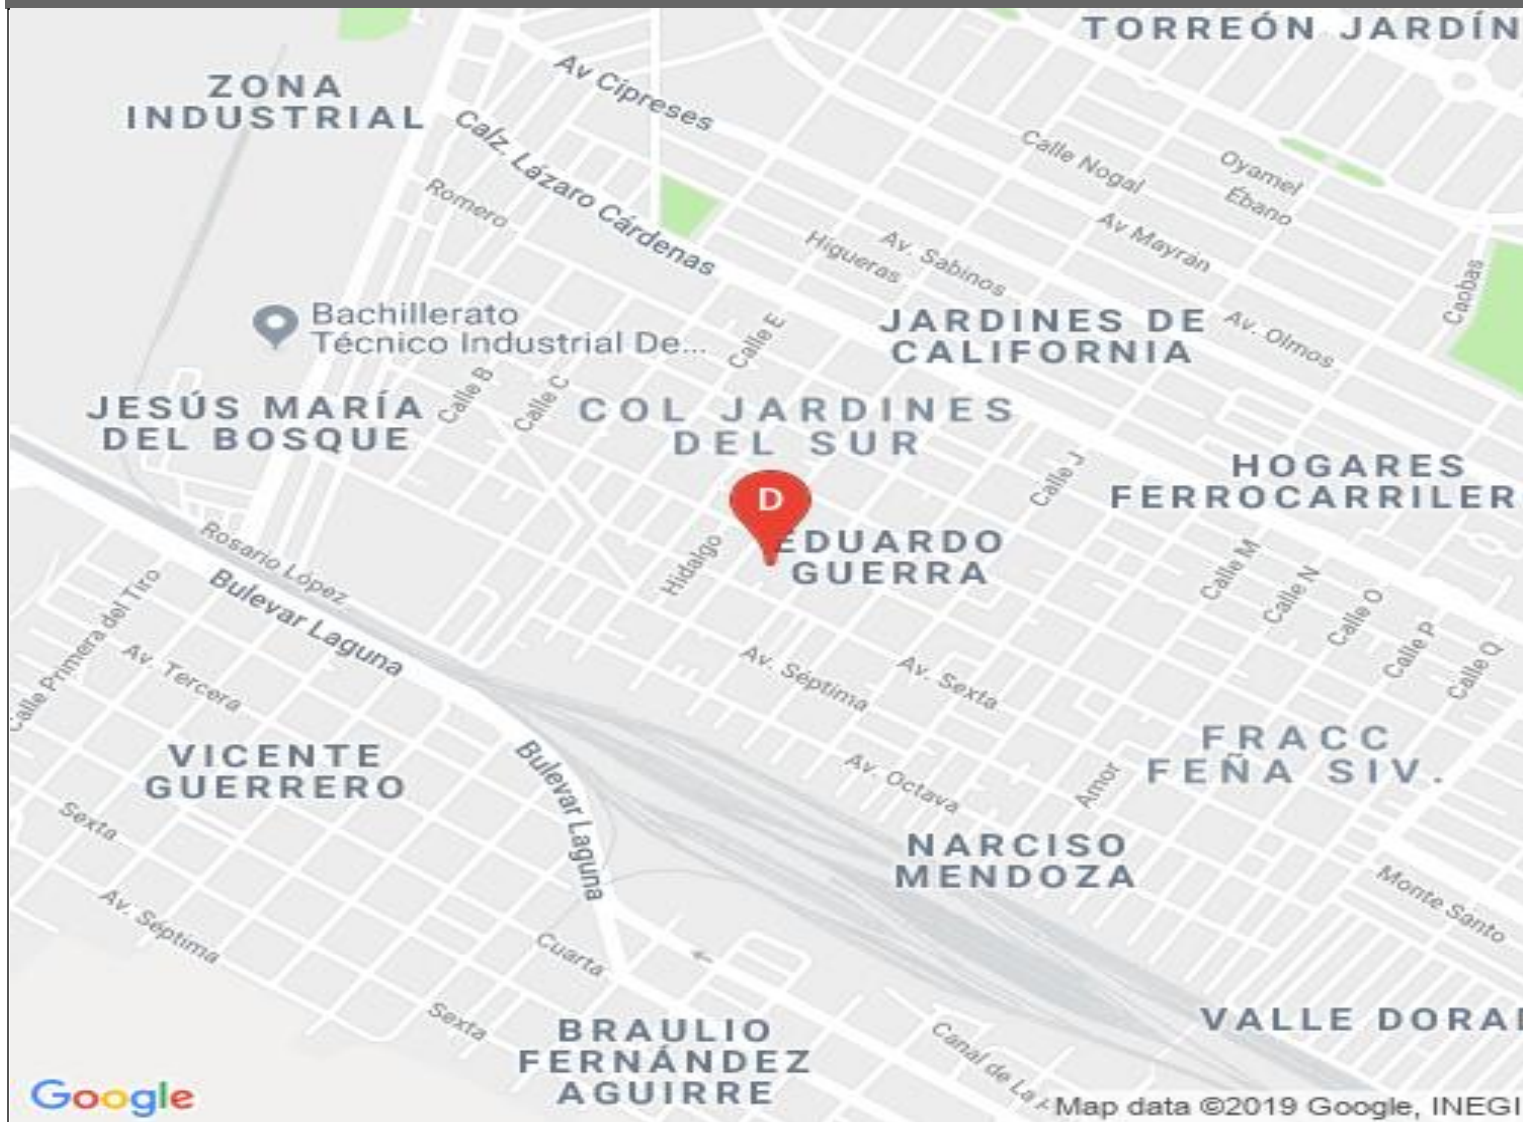 TORREÓN JARDÍN
ZONA
INDUSTRIAL
Av Cipreses
Calz. Lázaro Cárdenas
Romero
Calle Nogal
Oyamel
Ébano
Av Mayrán
Higueras
Av. Sabinos
Caobas
Av. Olmos
Bachillerato
Técnico Industrial De...
Calle E
JARDINES DE
CALIFORNIA
Calle B
Calle C
JESÚS MARÍA
DEL BOSQUE
COL JARDINES
DEL SUR
Calle J
HOGARES
FERROCARRILER
D
EDUARDO
GUERRA
Hidalgo
Rosario López
Bulevar Laguna
Calle Primera del Tiro
Av. Tercera
Calle M
Calle N
Calle O
Calle P
Calle Q
Av. Séptima
Av. Sexta
VICENTE
GUERRERO
Bulevar Laguna
Av. Octava
Amor
FRACC
FEÑA SIV.
Sexta
NARCISO
MENDOZA
Monte Santo
Av. Séptima
Cuarta
Sexta
BRAULIO
FERNÁNDEZ
AGUIRRE
Canal de La
VALLE DORA
Google
Map data ©2019 Google, INEGI